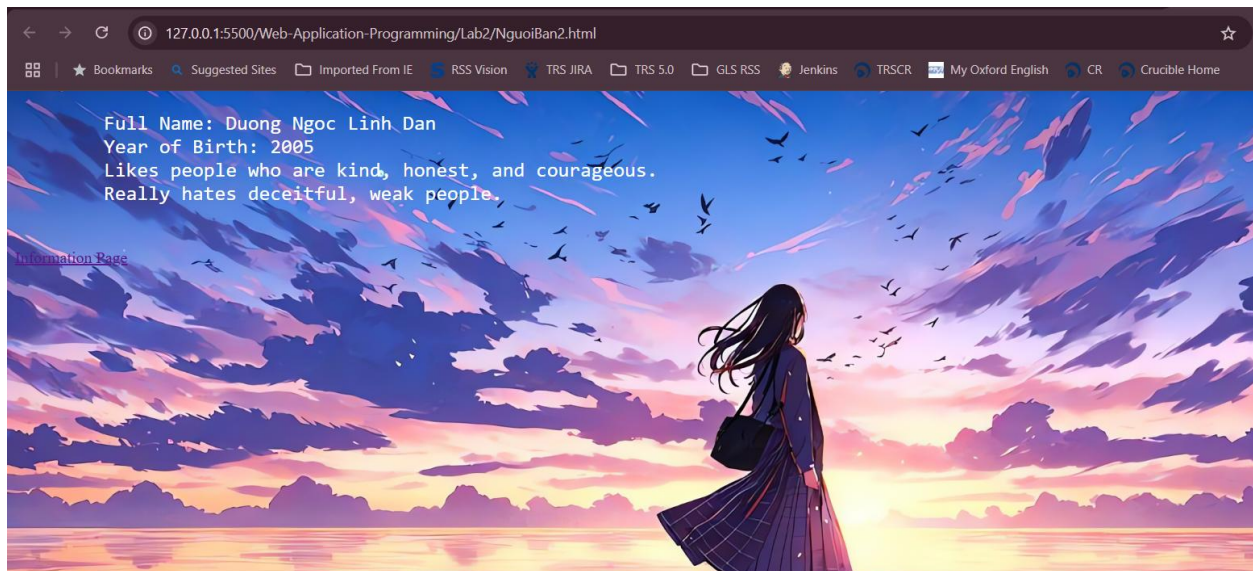 127.0.0.1:5500/Web-Application-Programming/Lab2/NguoiBan2.html
Bookmarks Suggested Sites Imported From IE RSS Vision TRS JIRA TRS 5.0 GLS RSS Jenkins TRSCR My Oxford English CR Crucible Home
Full Name: Duong Ngoc Linh Dan
Year of Birth: 2005
Likes people who are kind, honest, and courageous.
Really hates deceitful, weak people.
Information Page